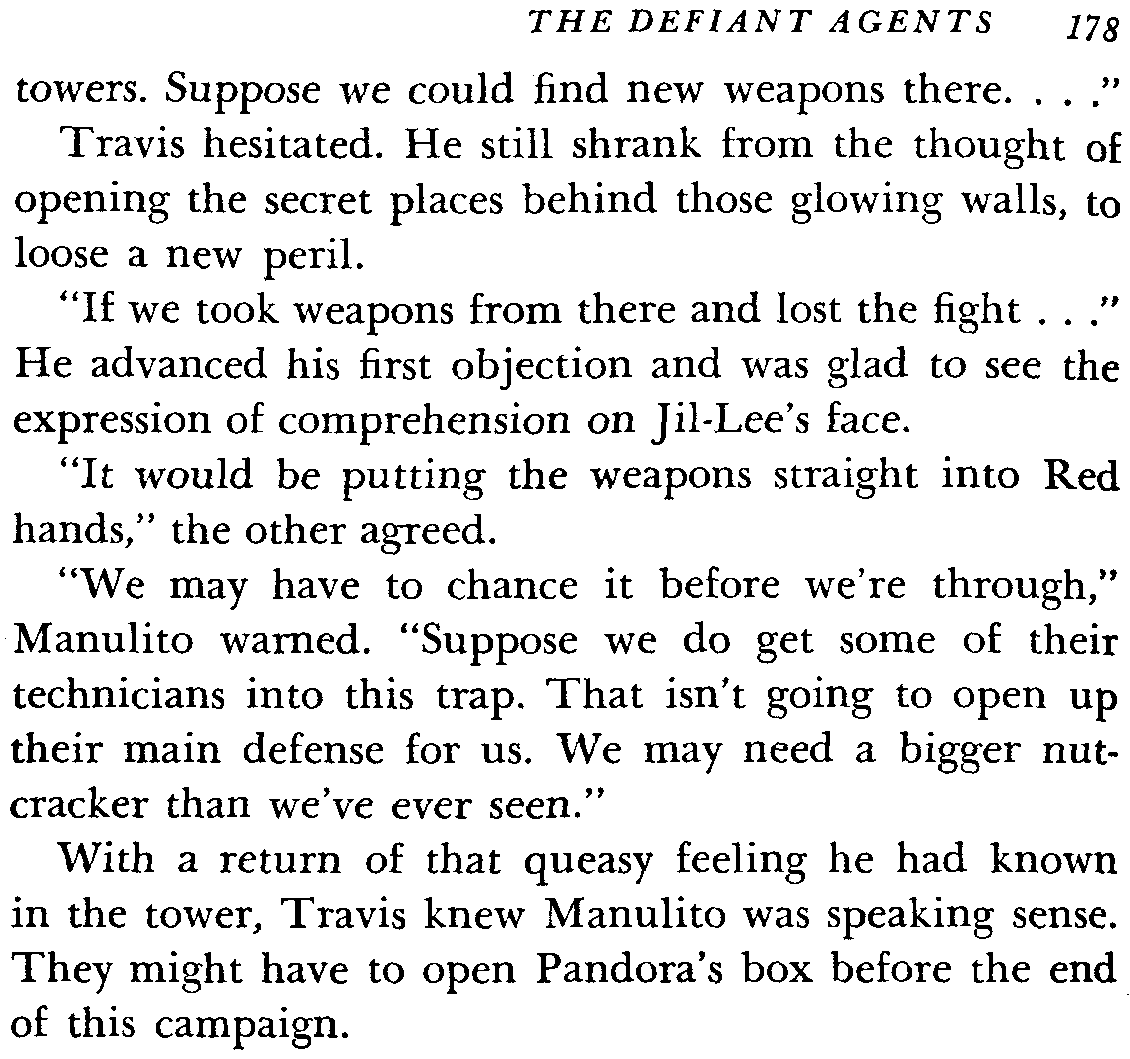 THE DEFIANT AGENTS 178
towers. Suppose we could find new weapons there. . . ."
Travis hesitated. He still shrank from the thought of
opening the secret places behind those glowing walls, to
loose a new peril.
"If we took weapons from there and lost the fight . . ."
He advanced his first objection and was glad to see the
expression of comprehension on Jil-Lee's face.
"It would be putting the weapons straight into Red
hands," the other agreed.
"We may have to chance it before we're through,"
Manulito warned. "Suppose we do get some of their
technicians into this trap. That isn't going to open up
their main defense for us. We may need a bigger nut-
cracker than we've ever seen."
With a return of that queasy feeling he had known
in the tower, Travis knew Manulito was speaking sense.
They might have to open Pandora's box before the end
of this campaign.